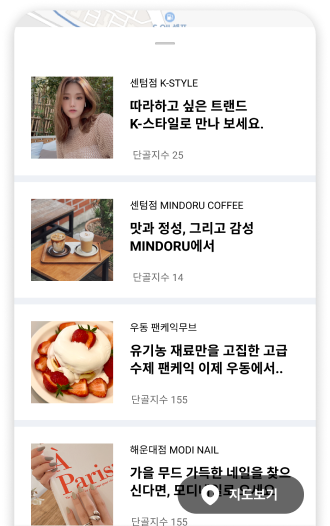 센텀점 K-STYLE
따라하고 싶은 트랜드
K-스타일로 만나 보세요.
단골지수 25
센텀점 MINDORU COFFEE
맛과 정성, 그리고 감성
MINDORU에서
단골지수 14
우동 팬케익무브
유기농 재료만을 고집한 고급
수제 팬케익 이제 우동에서..
단골지수 155
해운대점 MODI NAIL
À
Paris
가을 무드 가득한 네일을 찾으
신다면,
지도보기
단골지수 155